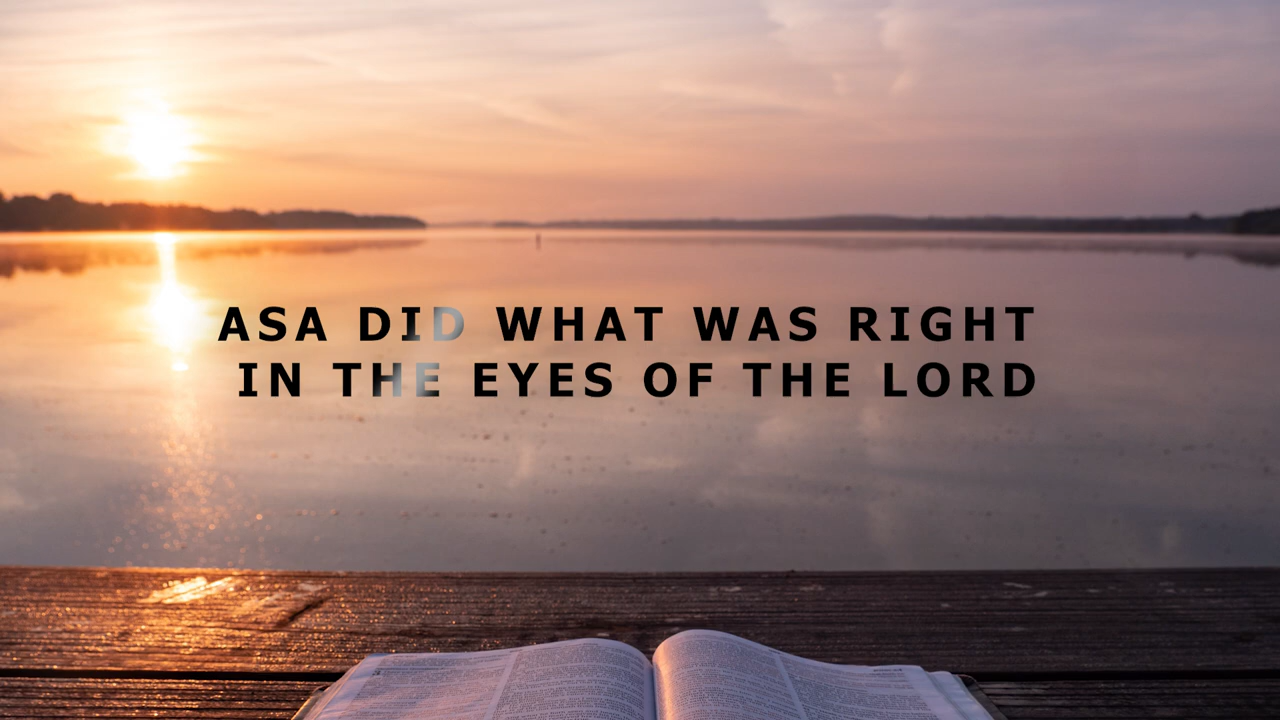 ASA DID WHAT WAS RIGHT
IN THE EYES OF THE LORD